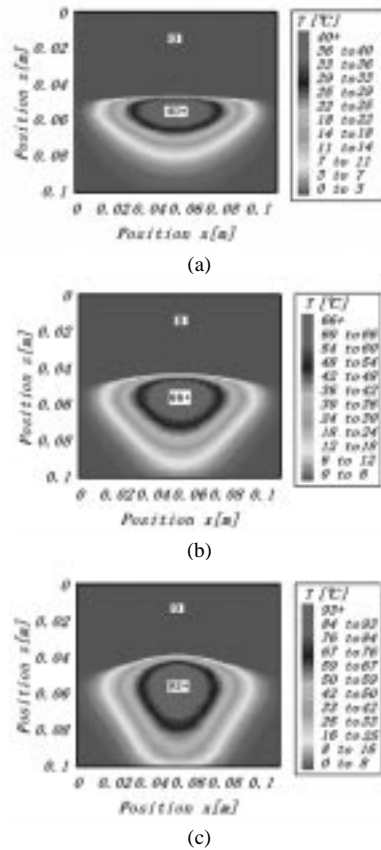 0
0.02
0.04
0.06
0.08
0.1
Position z[m]
0 0.02 0.04 0.06 0.08 0.1
Position x[m]
T [℃]
40+
36 to 40
33 to 36
29 to 33
25 to 29
22 to 25
18 to 22
14 to 18
11 to 14
7 to 11
3 to 7
0 to 3
40+
(a)
0
0.02
0.04
0.06
0.08
0.1
Position z[m]
0 0.02 0.04 0.06 0.08 0.1
Position x[m]
T [℃]
66+
60 to 66
54 to 60
48 to 54
42 to 48
36 to 42
30 to 36
24 to 30
18 to 24
12 to 18
6 to 12
0 to 6
66+
(b)
0
0.02
0.04
0.06
0.08
0.1
Position z[m]
0 0.02 0.04 0.06 0.08 0.1
Position x[m]
T [℃]
93+
84 to 93
76 to 84
67 to 76
59 to 67
50 to 59
42 to 50
33 to 42
25 to 33
16 to 25
8 to 16
0 to 8
93+
(c)